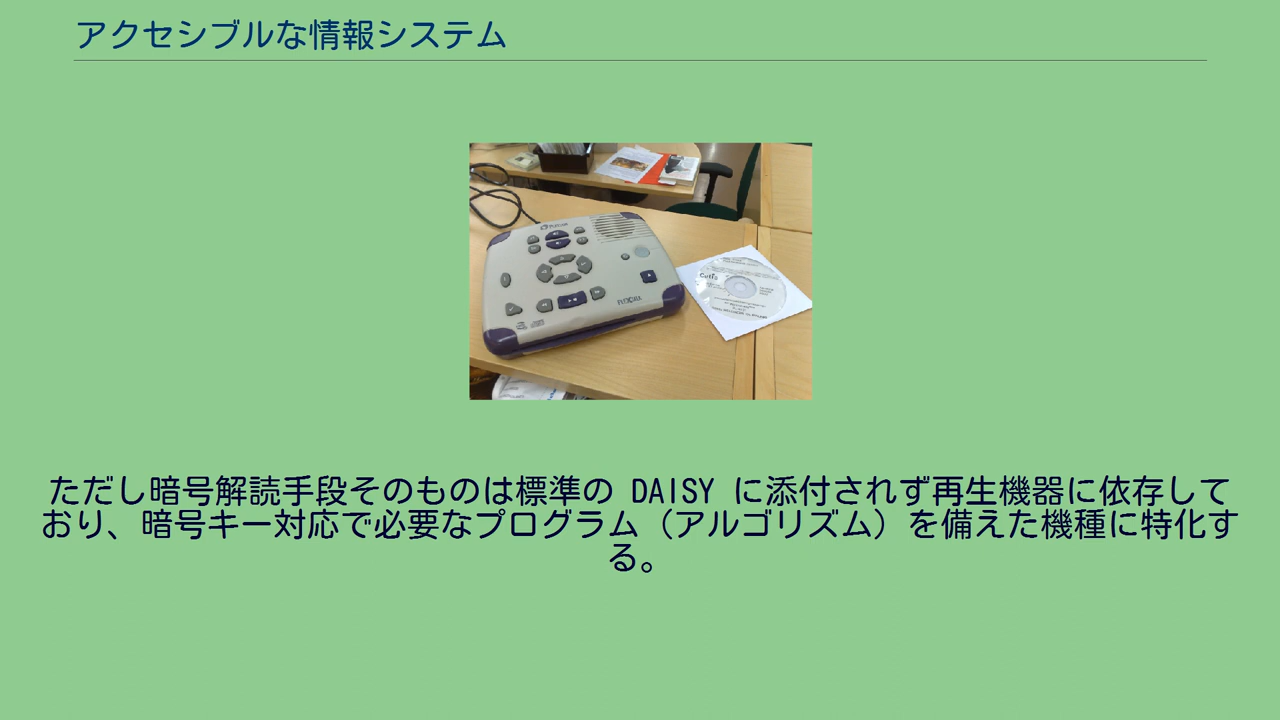 アクセシブルな情報システム
ただし暗号解読手段そのものは標準の DAISY に添付されず再生機器に依存して
おり、暗号キー対応で必要なプログラム（アルゴリズム）を備えた機種に特化す
る。